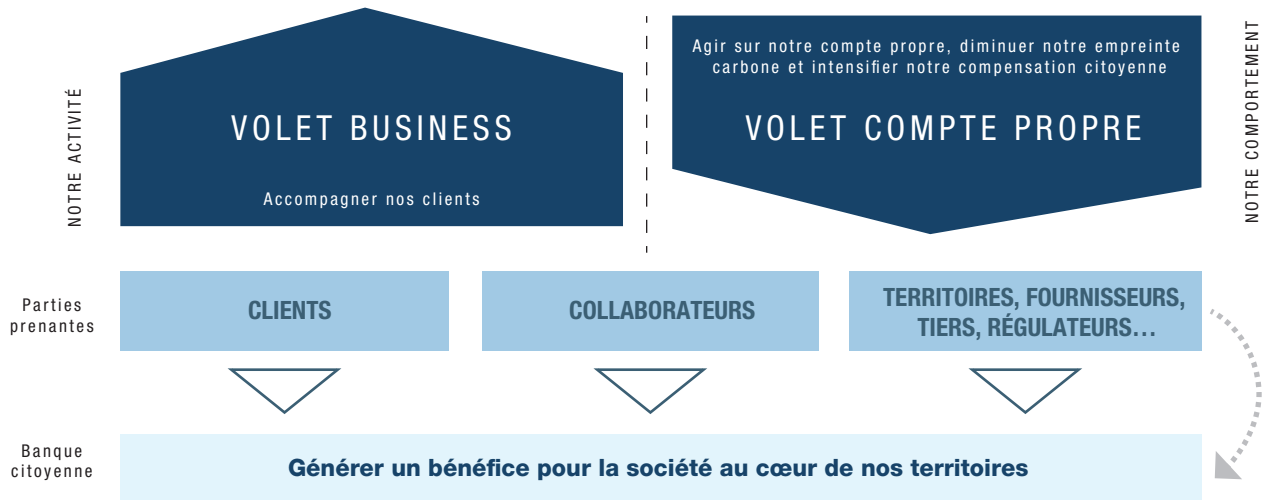 NOTRE ACTIVITÉ
VOLET BUSINESS
Accompagner nos clients
Agir sur notre compte propre, diminuer notre empreinte
carbone et intensifier notre compensation citoyenne
VOLET COMPTE PROPRE
NOTRE COMPORTEMENT
Parties
prenantes
CLIENTS
COLLABORATEURS
TERRITOIRES, FOURNISSEURS,
TIERS, RÉGULATEURS…
Banque
citoyenne
Générer un bénéfice pour la société au cœur de nos territoires